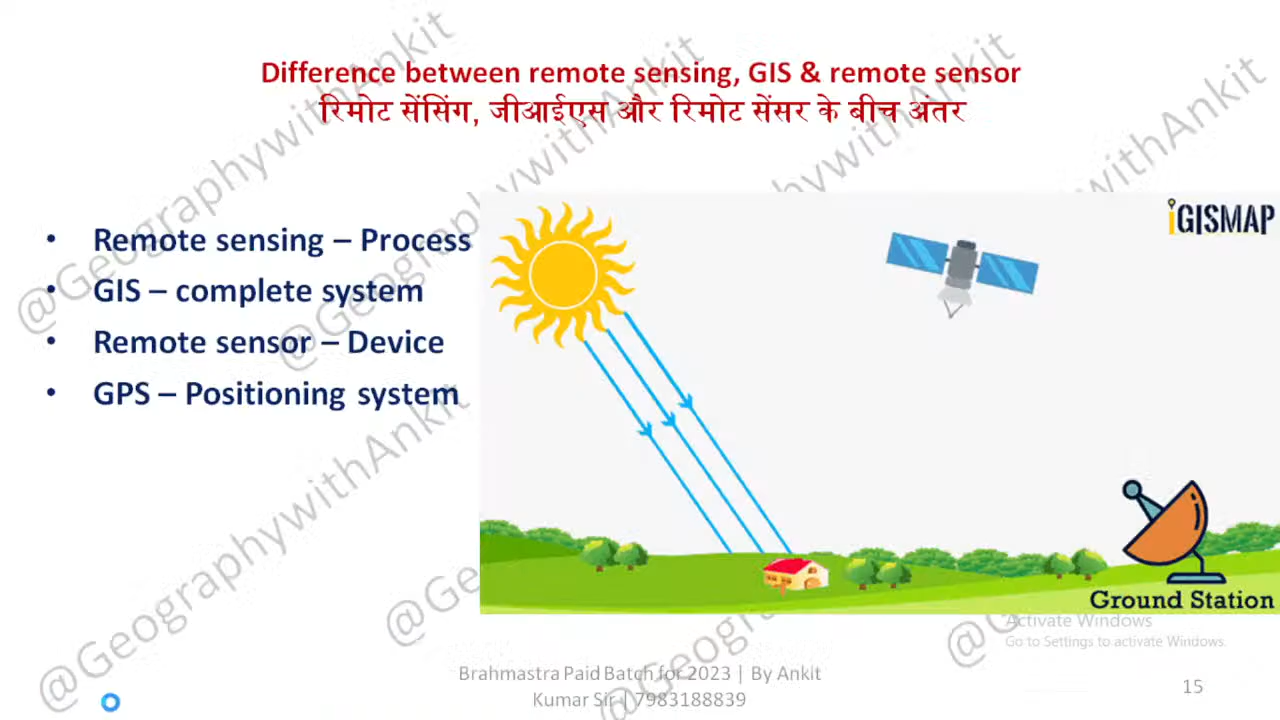 Difference between remote sensing, GIS & remote sensor
रिमोट सेंसिंग, जीआईएस और रिमोट सेंसर के बीच अंतर
• Remote sensing – Process
• GIS – complete system
• Remote sensor – Device
• GPS – Positioning system
iGISMAP
Ground Station
Activate Windows
Go to Settings to activate Windows.
Brahmastra Paid Batch for 2023 | By Ankit
Kumar Sir | 7983188839
15
@GeographywithAnkit
@GeographywithAnkit
@GeographywithAnkit